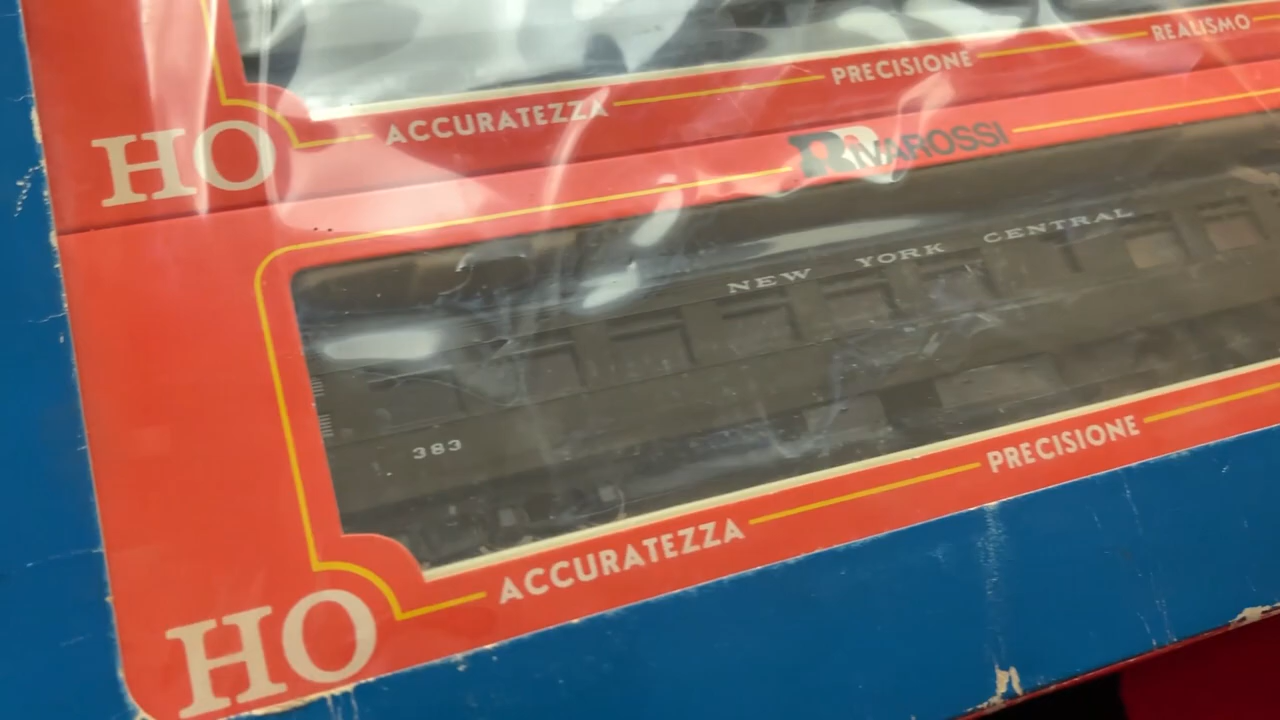 HO
ACCURATEZZA
PRECISIONE
REALISMO
RIVAROSSI
NEW YORK CENTRAL
383
HO
ACCURATEZZA
PRECISIONE